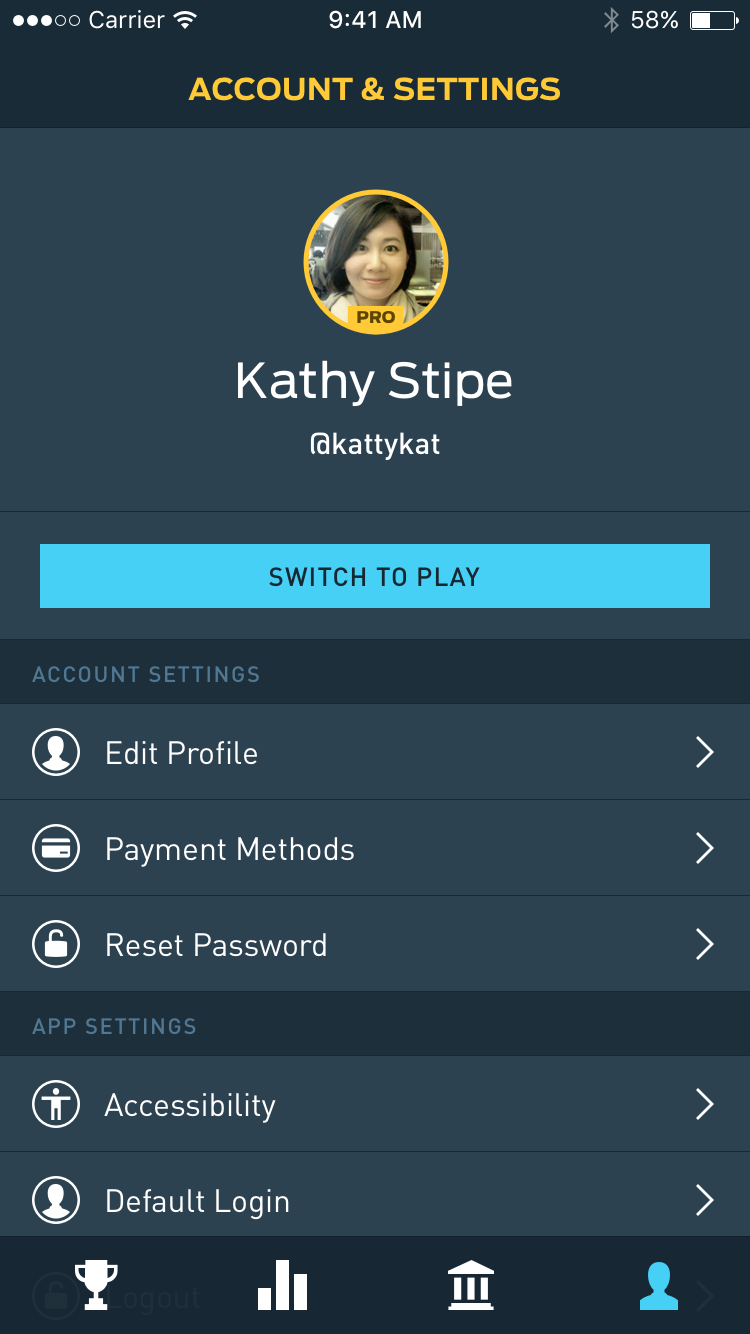 Carrier 9:41 AM 58%
ACCOUNT & SETTINGS
PRO
Kathy Stipe
@kattykat
SWITCH TO PLAY
ACCOUNT SETTINGS
Edit Profile
Payment Methods
Reset Password
APP SETTINGS
Accessibility
Default Login
Logout